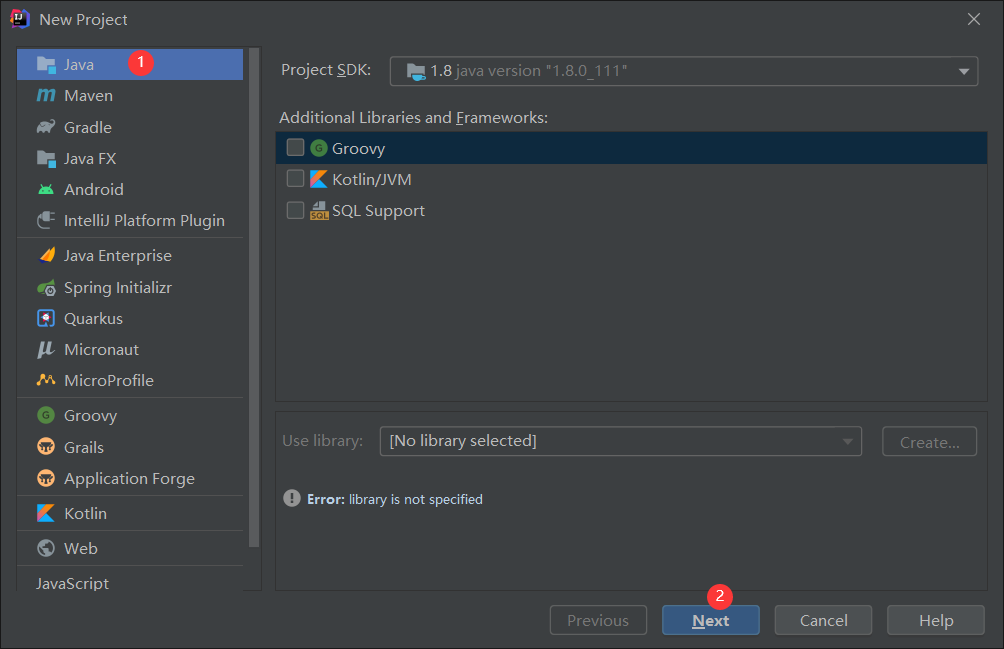 New Project
Java 1
Maven
Gradle
Java FX
Android
IntelliJ Platform Plugin
Java Enterprise
Spring Initializr
Quarkus
Micronaut
MicroProfile
Groovy
Grails
Application Forge
Kotlin
Web
JavaScript
Project SDK: 1.8 java version "1.8.0_111"
Additional Libraries and Frameworks:
G Groovy
Kotlin/JVM
SQL SQL Support
Use library: [No library selected] Create...
Error: library is not specified
2
Previous Next Cancel Help